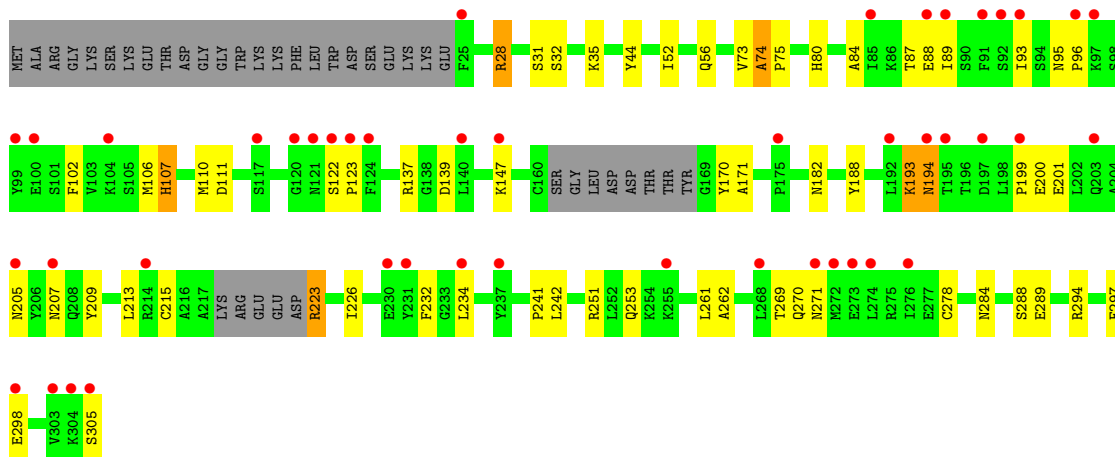 MET ALA ARG GLY LYS SER LYS GLU THR ASP GLY GLY TRP LYS LYS PHE LEU TRP ASP SER GLU LYS LYS GLU F25 R28 S31 S32 K35 Y44 I52 Q56 V73 A74 P75 H80 A84 I85 K86 T87 E88 I89 S90 F91 S92 I93 S94 N95 P96 K97 S98
Y99 E100 S101 F102 V103 K104 S105 M106 H107 M110 D111 S117 G120 N121 S122 P123 F124 R137 G138 D139 L140 K147 C160 SER GLY LEU ASP ASP THR THR TYR G169 Y170 A171 P175 N182 Y188 L192 K193 N194 T195 T196 D197 L198 P199 E200 E201 L202 Q203 A204
N205 Y206 N207 Q208 Y209 L213 R214 C215 A216 A217 LYS ARG GLU GLU ASP R223 I226 E230 Y231 F232 G233 L234 Y237 P241 L242 R251 L252 Q253 K254 K255 L261 A262 L268 T269 Q270 N271 M272 E273 L274 R275 I276 E277 C278 N284 S288 E289 R294
E298 V303 K304 S305